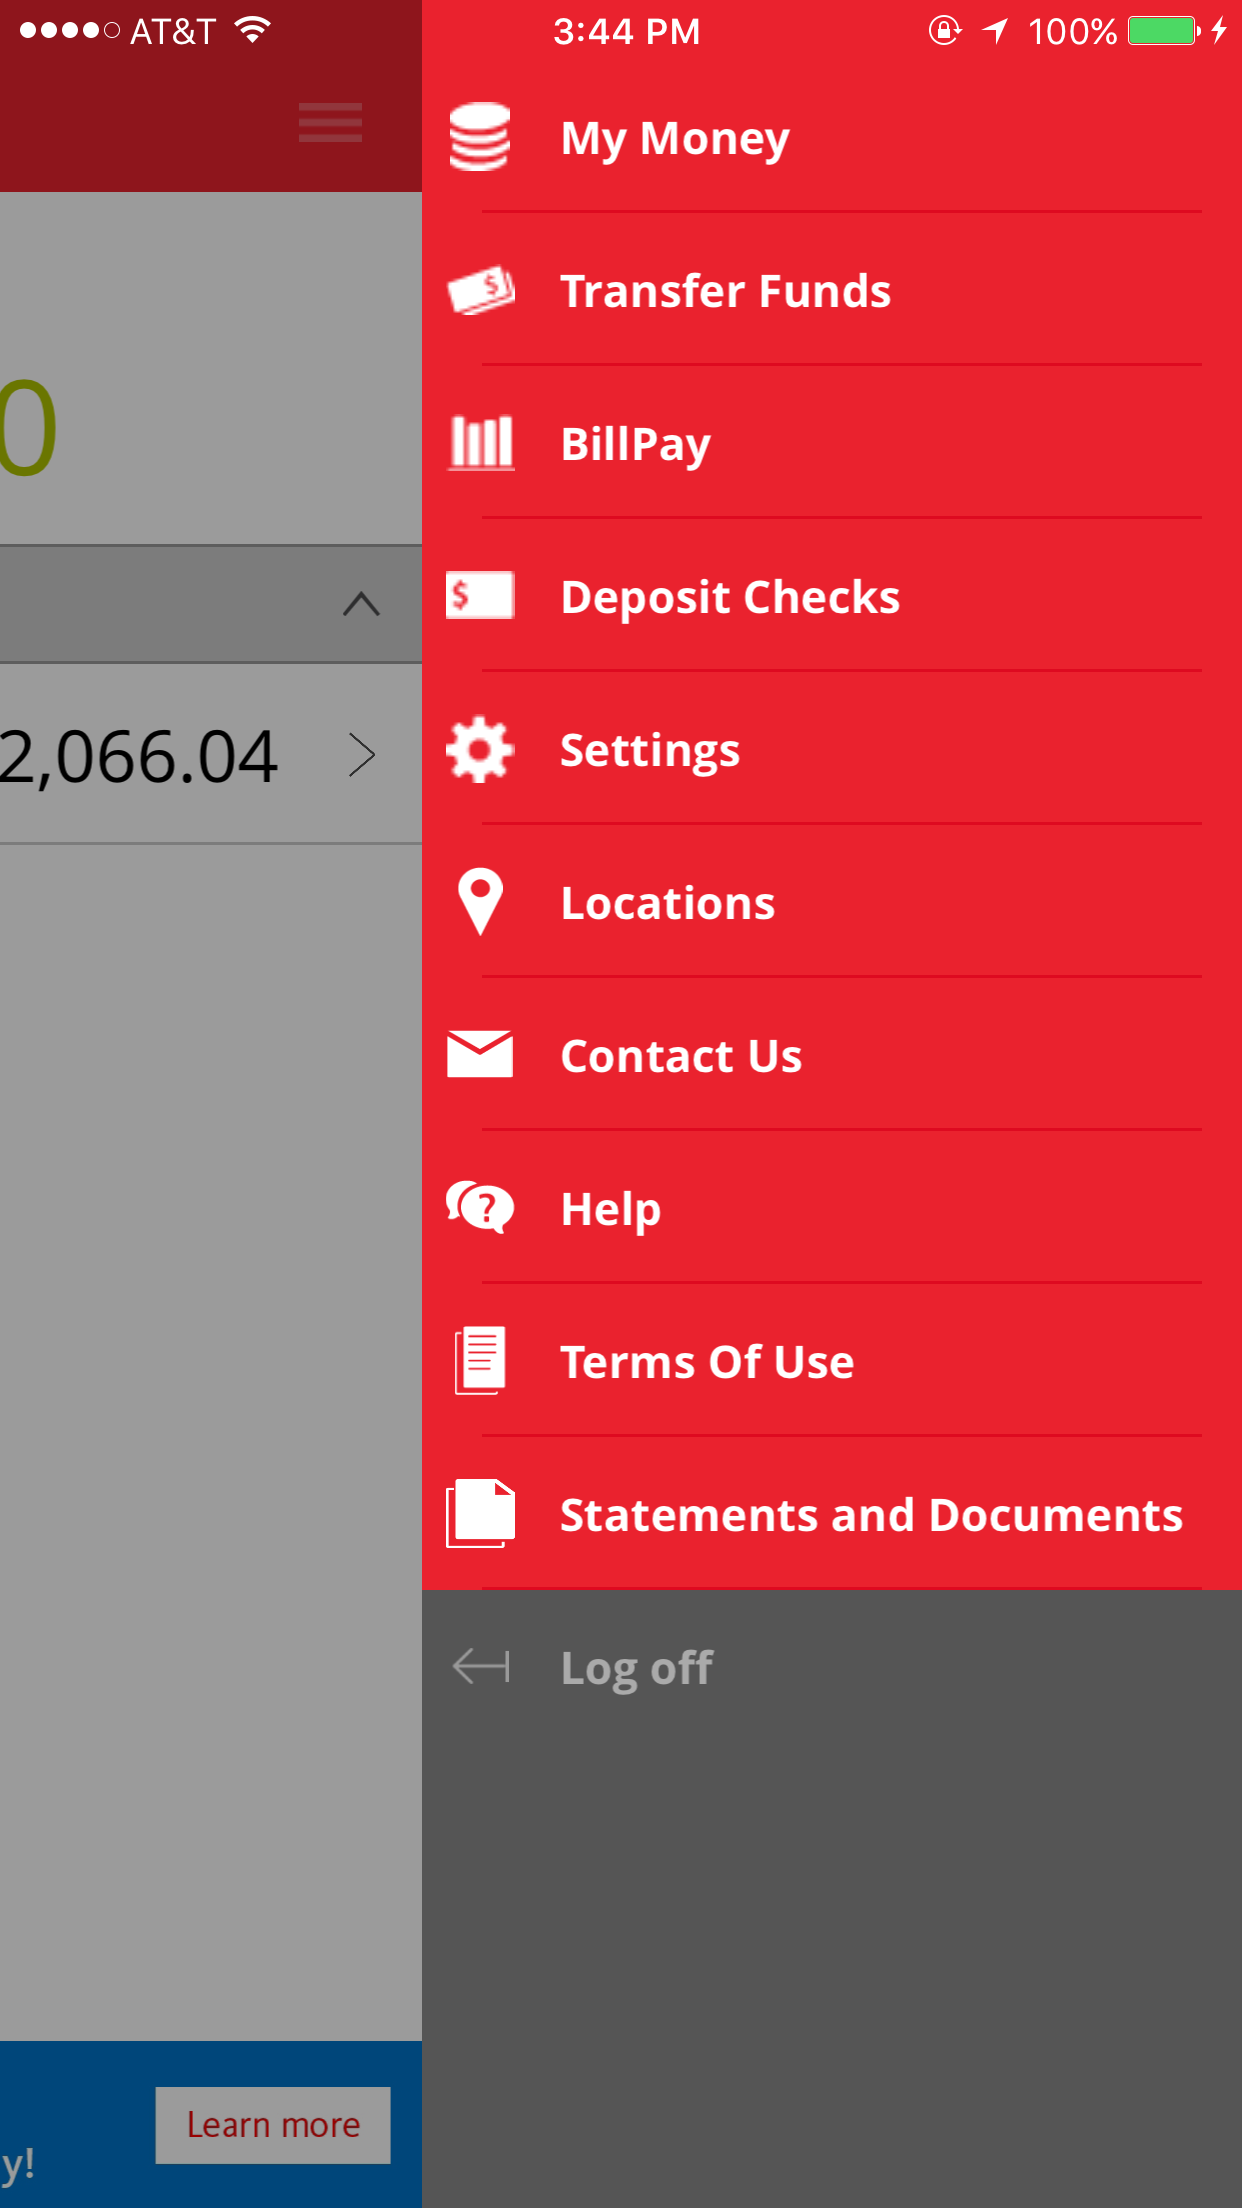 AT&T 3:44 PM 100%
My Money
Transfer Funds
0
BillPay
$ Deposit Checks
2,066.04
Settings
Locations
Contact Us
? Help
Terms Of Use
Statements and Documents
Log off
Learn more
y!